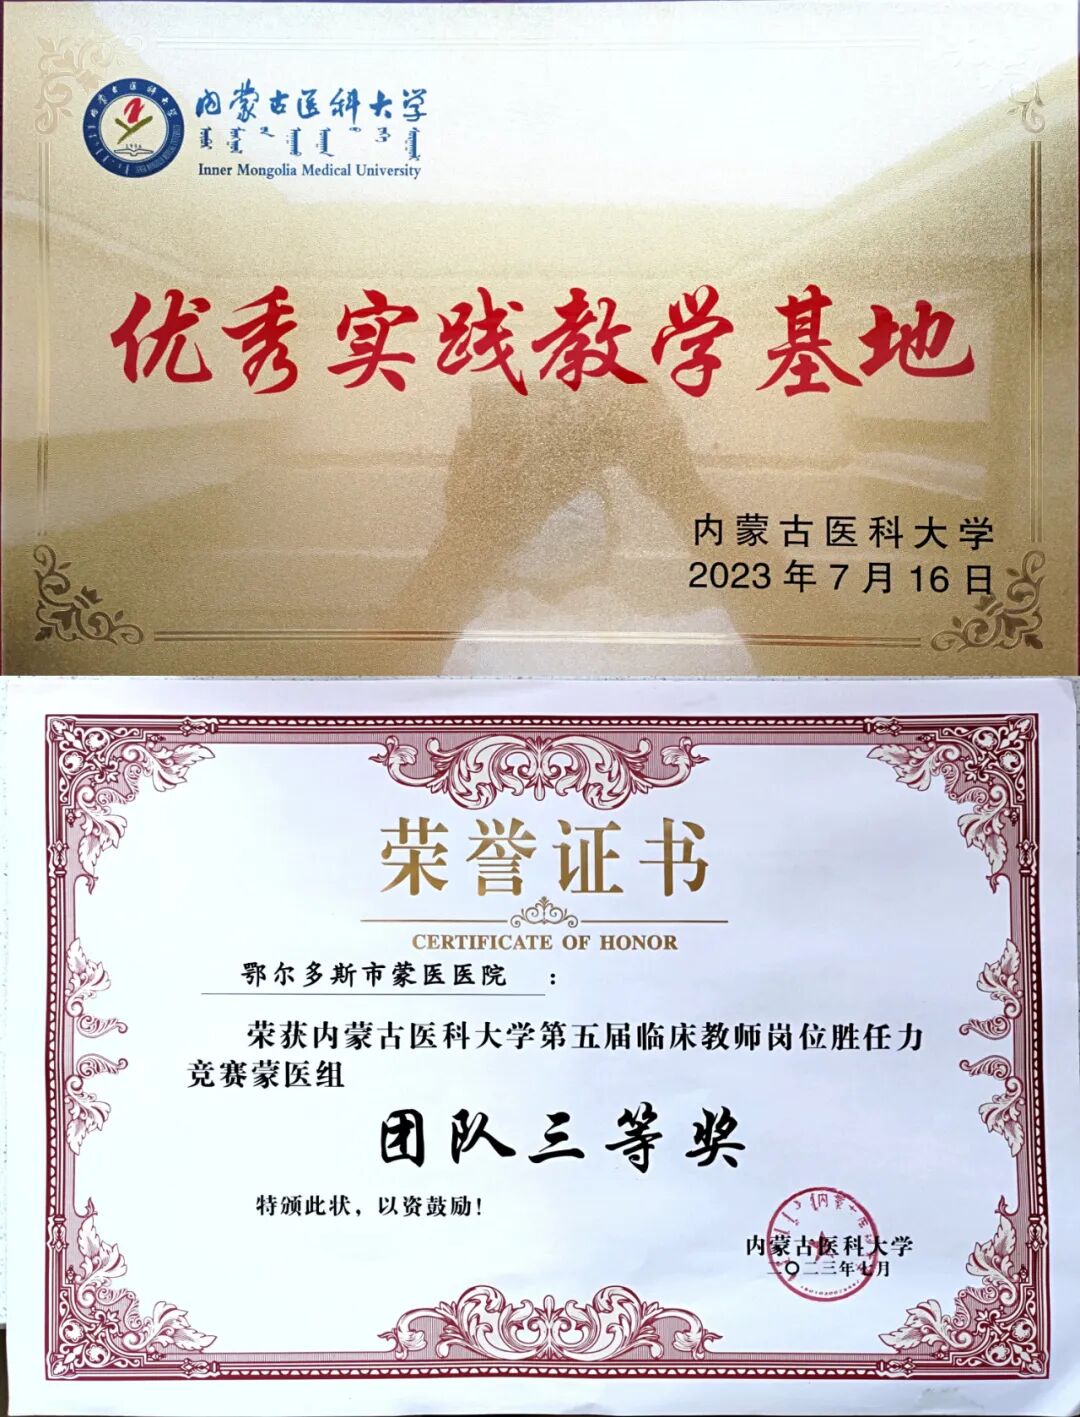 内蒙古医科大学
Inner Mongolia Medical University
优秀实践教学基地
内蒙古医科大学
2023年7月16日
荣誉证书
CERTIFICATE OF HONOR
鄂尔多斯市蒙医医院:
荣获内蒙古医科大学第五届临床教师岗位胜任力
竞赛蒙医组
团队三等奖
特颁此状，以资鼓励!
内蒙古医科大学
二〇二三年七月